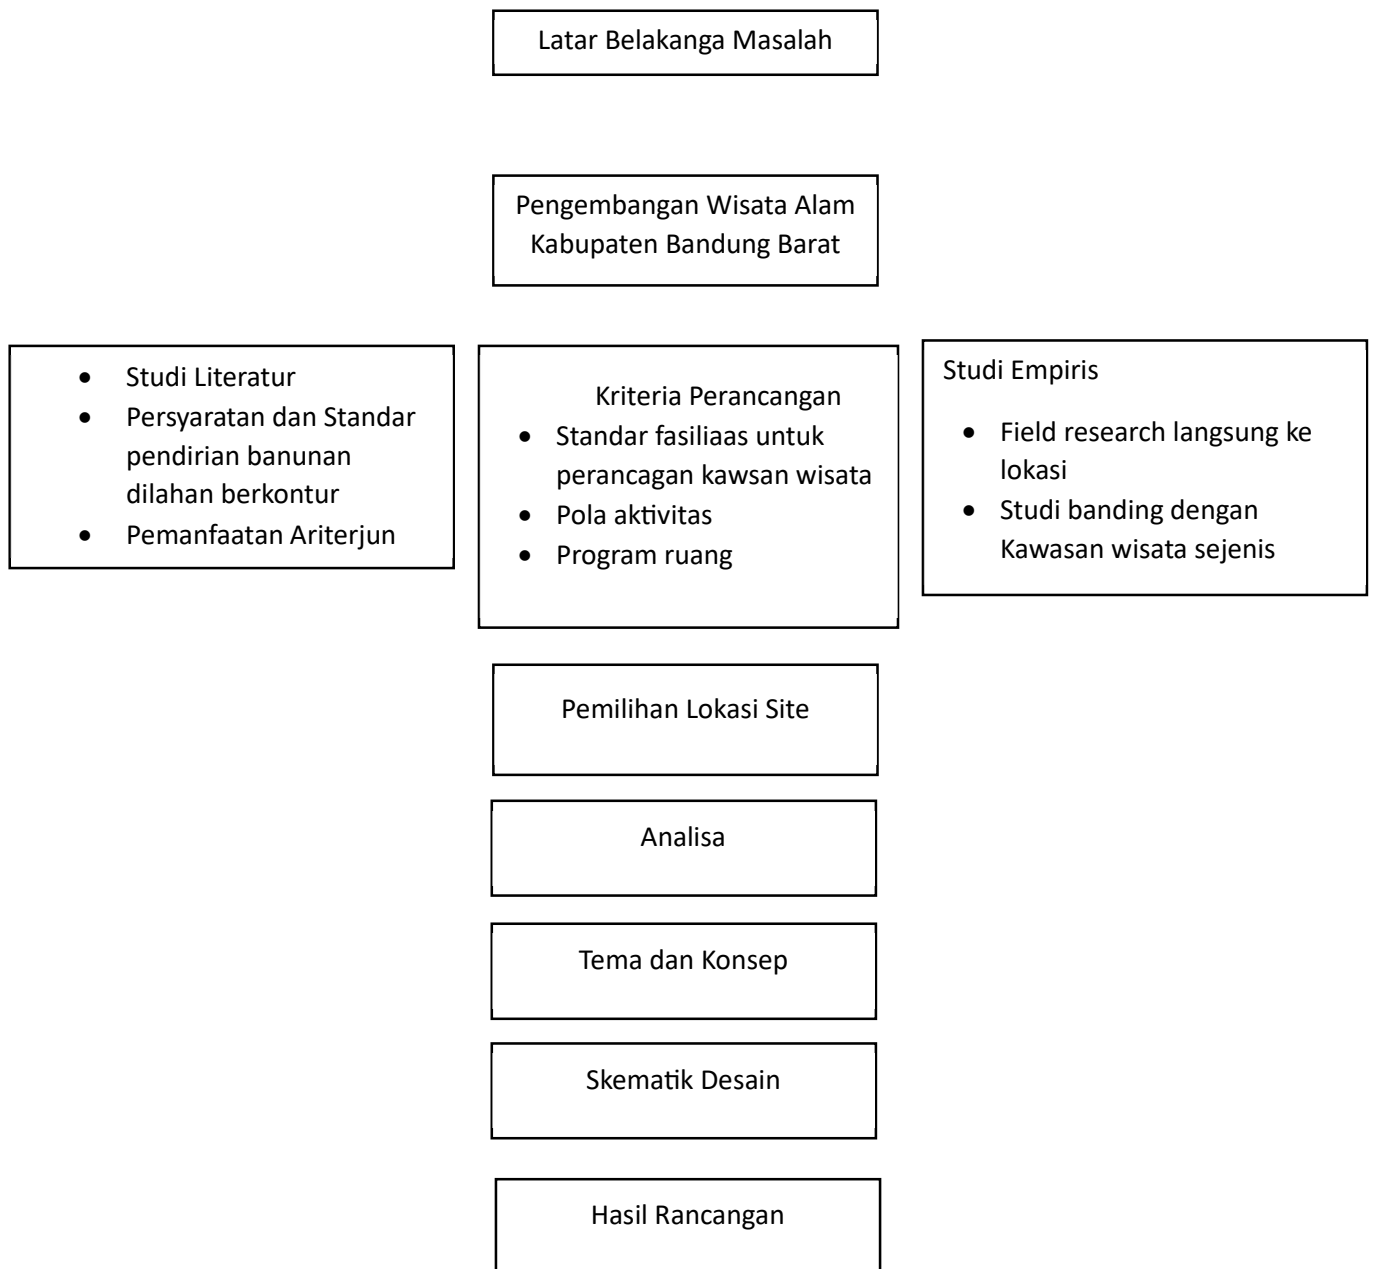 Latar Belakanga Masalah
Pengembangan Wisata Alam
Kabupaten Bandung Barat
• Studi Literatur
• Persyaratan dan Standar
pendirian banunan
dilahan berkontur
• Pemanfaatan Ariterjun
Kriteria Perancangan
• Standar fasiliaas untuk
perancagan kawsan wisata
• Pola aktivitas
• Program ruang
Studi Empiris
• Field research langsung ke
lokasi
• Studi banding dengan
Kawasan wisata sejenis
Pemilihan Lokasi Site
Analisa
Tema dan Konsep
Skematik Desain
Hasil Rancangan